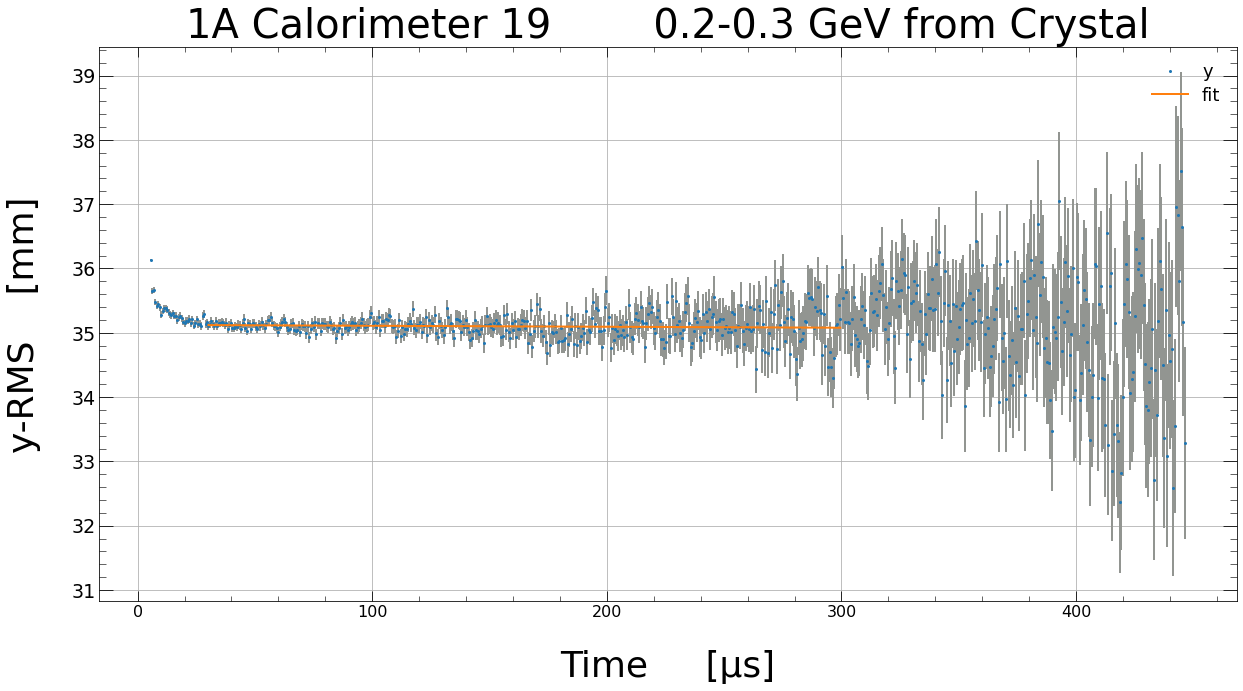 1A Calorimeter 19 0.2-0.3 GeV from Crystal
y
fit
39
38
37
36
35
34
33
32
31
y-RMS [mm]
0 100 200 300 400
Time [µs]